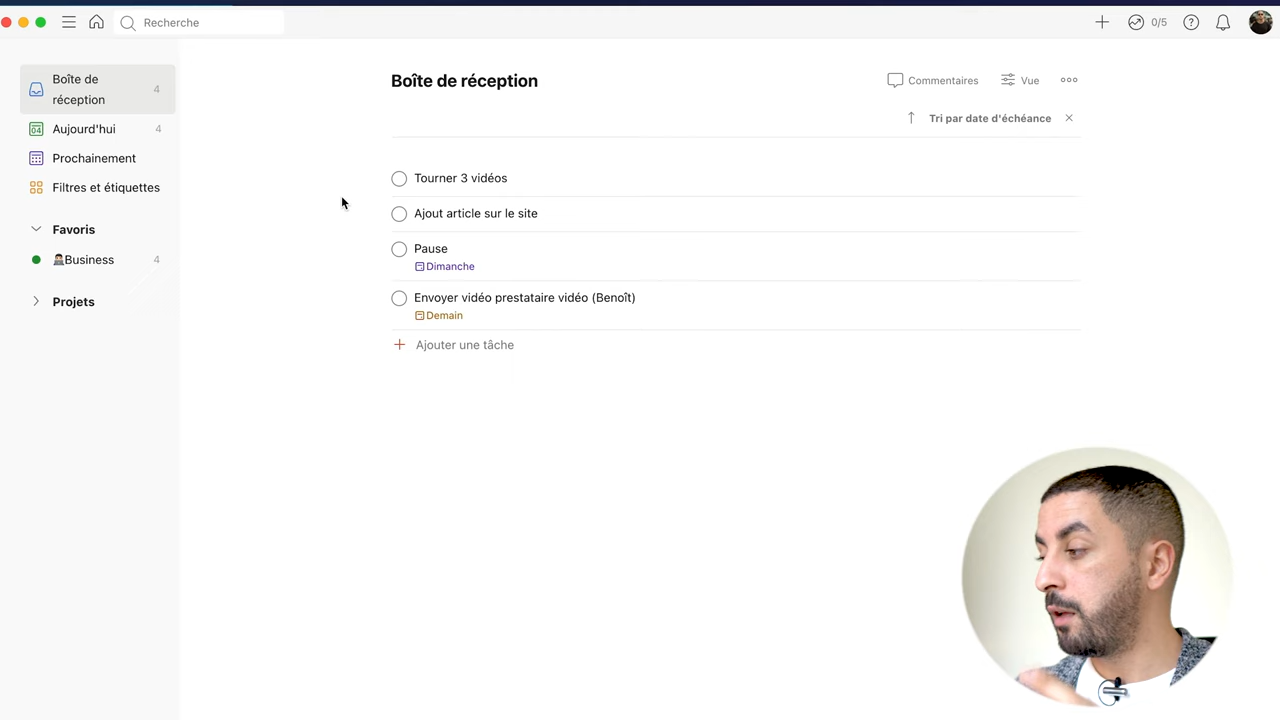 Recherche
0/5
Boîte de
réception
4
Aujourd'hui
4
04
Prochainement
Filtres et étiquettes
Favoris
Business
4
Projets
Boîte de réception
Commentaires
Vue
Tri par date d'échéance
Tourner 3 vidéos
Ajout article sur le site
Pause
Dimanche
Envoyer vidéo prestataire vidéo (Benoît)
Demain
Ajouter une tâche